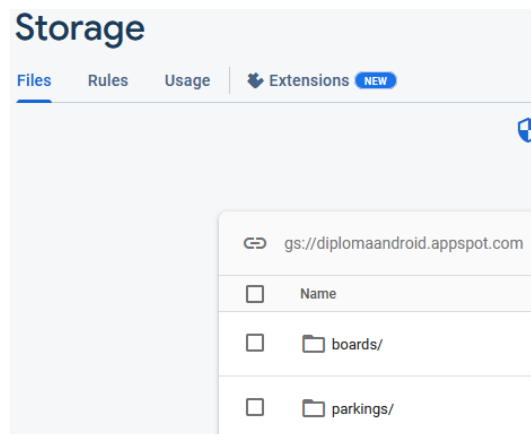 Storage
Files Rules Usage Extensions NEW
gs://diplomaandroid.appspot.com
Name
boards/
parkings/